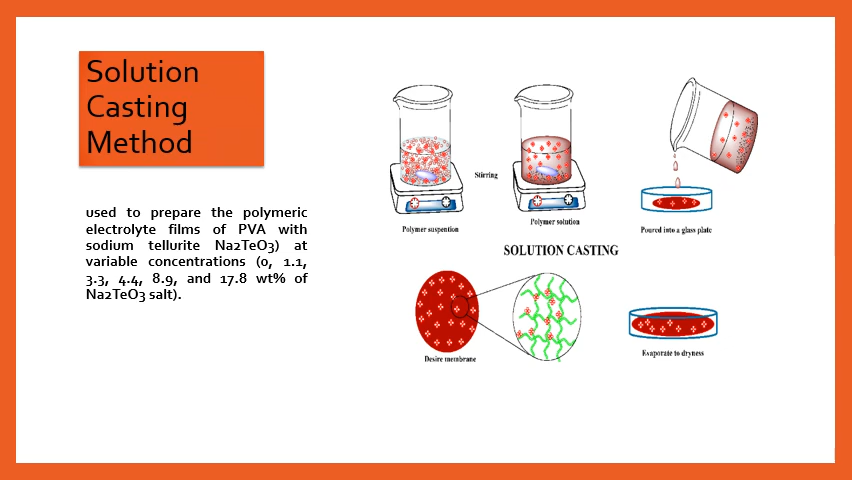 Solution
Casting
Method
used to prepare the polymeric
electrolyte films of PVA with
sodium tellurite Na2TeO3) at
variable concentrations (0, 1.1,
3.3, 4.4, 8.9, and 17.8 wt% of
Na2TeO3 salt).
Stirring
Polymer suspention
Polymer solution
Poured into a glass plate
SOLUTION CASTING
Desire membrane
Evaporate to dryness